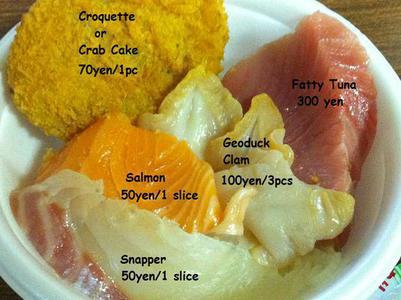 Croquette
or
Crab Cake
70yen/1pc
Fatty Tuna
300 yen
Geoduck
Clam
100yen/3pcs
Salmon
50yen/1 slice
Snapper
50yen/1 slice